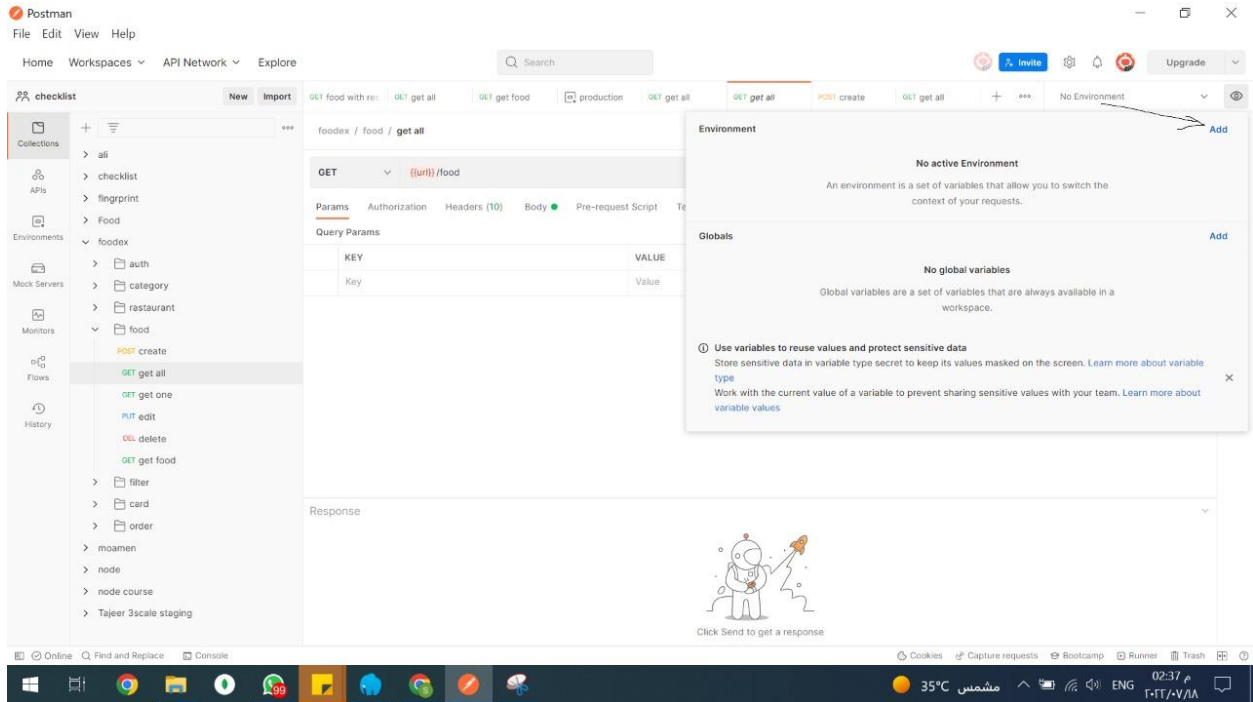 Postman
File Edit View Help
Home Workspaces API Network Explore Search Invite Upgrade
checklist New Import GET food with re: GET get all GET get food production GET get all GET get all POST create GET get all No Environment
Collections
APIs
Environments
Mock Servers
Monitors
Flows
History
ali
checklist
fingrprint
Food
foodex
auth
category
rastaurant
food
POST create
GET get all
GET get one
PUT edit
DEL delete
GET get food
filter
card
order
moamen
node
node course
Tajeer 3scale staging
foodex / food / get all
GET {{url}}/food
Params Authorization Headers (10) Body Pre-request Script Te
Query Params
KEY VALUE
Key Value
Environment Add
No active Environment
An environment is a set of variables that allow you to switch the
context of your requests.
Globals Add
No global variables
Global variables are a set of variables that are always available in a
workspace.
Use variables to reuse values and protect sensitive data
Store sensitive data in variable type secret to keep its values masked on the screen. Learn more about variable
type
Work with the current value of a variable to prevent sharing sensitive values with your team. Learn more about
variable values
Response
Click Send to get a response
Online Find and Replace Console Cookies Capture requests Bootcamp Runner Trash
99 35°C مشمس ENG 02:37 م
٢٠٢٢/٠٧/١٨